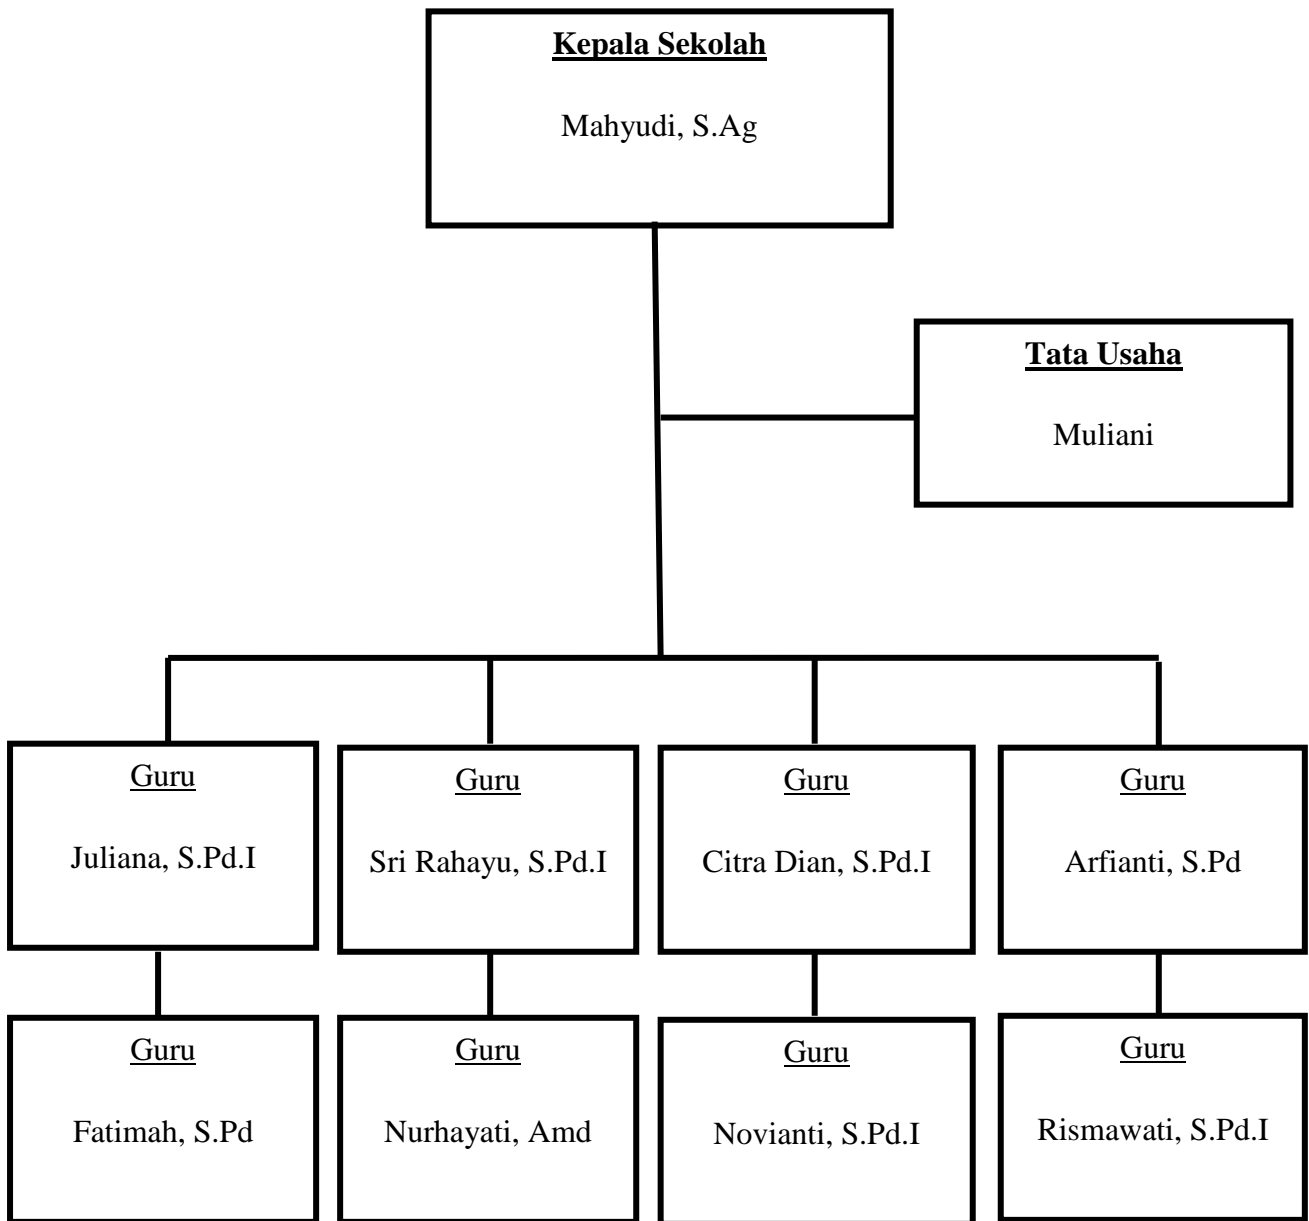 Kepala Sekolah
Mahyudi, S.Ag
Tata Usaha
Muliani
Guru
Juliana, S.Pd.I
Guru
Sri Rahayu, S.Pd.I
Guru
Citra Dian, S.Pd.I
Guru
Arfianti, S.Pd
Guru
Fatimah, S.Pd
Guru
Nurhayati, Amd
Guru
Novianti, S.Pd.I
Guru
Rismawati, S.Pd.I